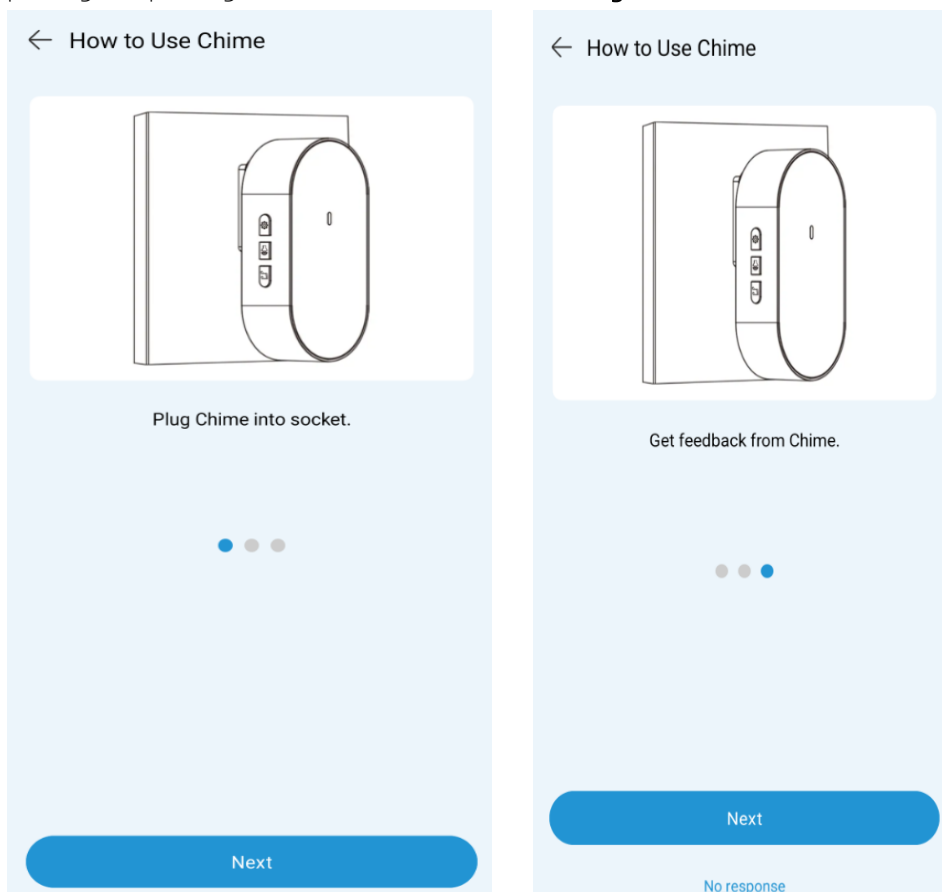 How to Use Chime
Plug Chime into socket.
Next
How to Use Chime
Get feedback from Chime.
Next
No response